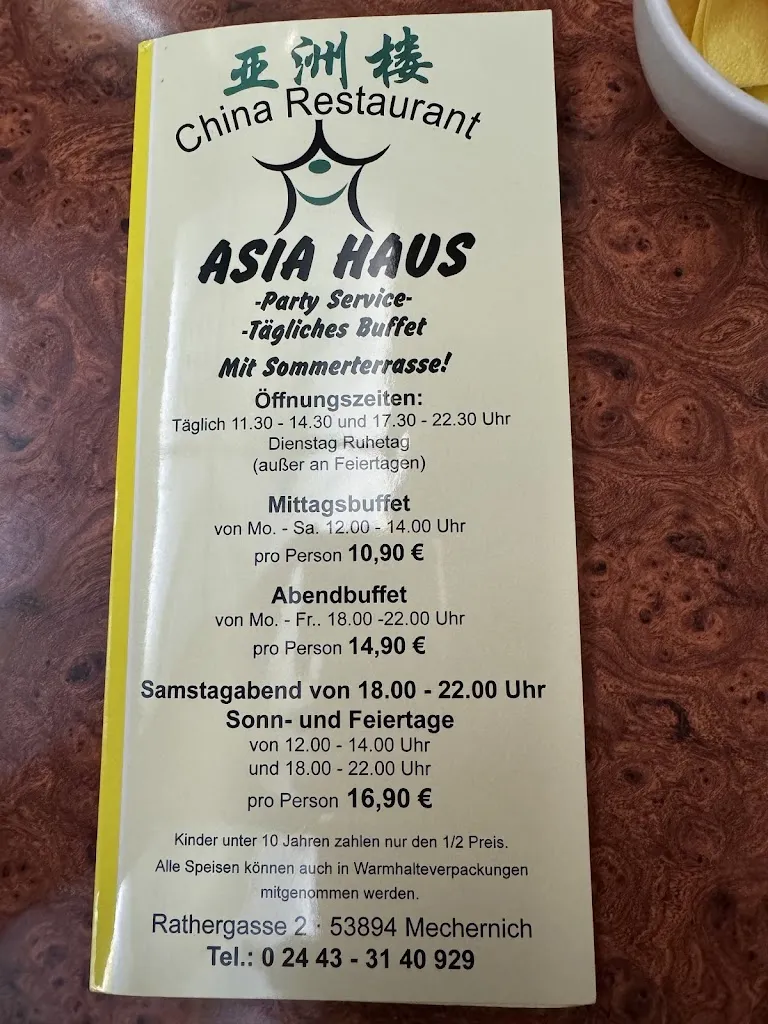 亚洲楼
China Restaurant
ASIA HAUS
-Party Service-
-Tägliches Buffet
Mit Sommerterrasse!
Öffnungszeiten:
Täglich 11.30 - 14.30 und 17.30 - 22.30 Uhr
Dienstag Ruhetag
(außer an Feiertagen)
Mittagsbuffet
von Mo. - Sa. 12.00 - 14.00 Uhr
pro Person 10,90 €
Abendbuffet
von Mo. - Fr.. 18.00 -22.00 Uhr
pro Person 14,90 €
Samstagabend von 18.00 - 22.00 Uhr
Sonn- und Feiertage
von 12.00 - 14.00 Uhr
und 18.00 - 22.00 Uhr
pro Person 16,90 €
Kinder unter 10 Jahren zahlen nur den 1/2 Preis.
Alle Speisen können auch in Warmhalteverpackungen
mitgenommen werden.
Rathergasse 2 · 53894 Mechernich
Tel.: 0 24 43 - 31 40 929